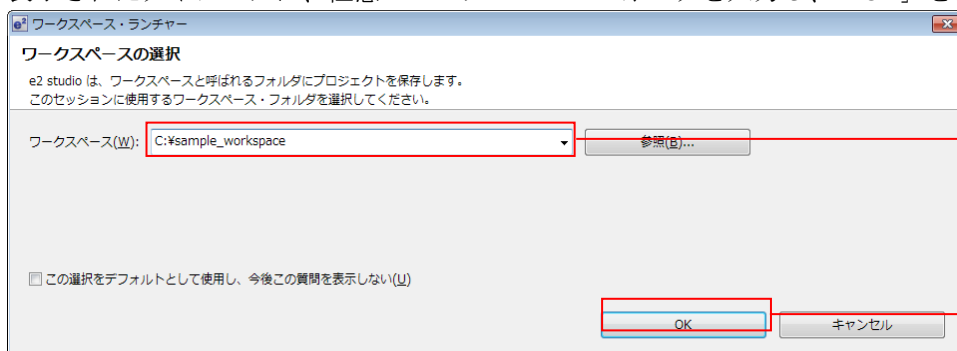 ワークスペース・ランチャー
ワークスペースの選択
e2 studio は、ワークスペースと呼ばれるフォルダにプロジェクトを保存します。
このセッションに使用するワークスペース・フォルダを選択してください。
ワークスペース(W): C:¥sample_workspace 参照(B)...
この選択をデフォルトとして使用し、今後この質問を表示しない(U)
OK キャンセル